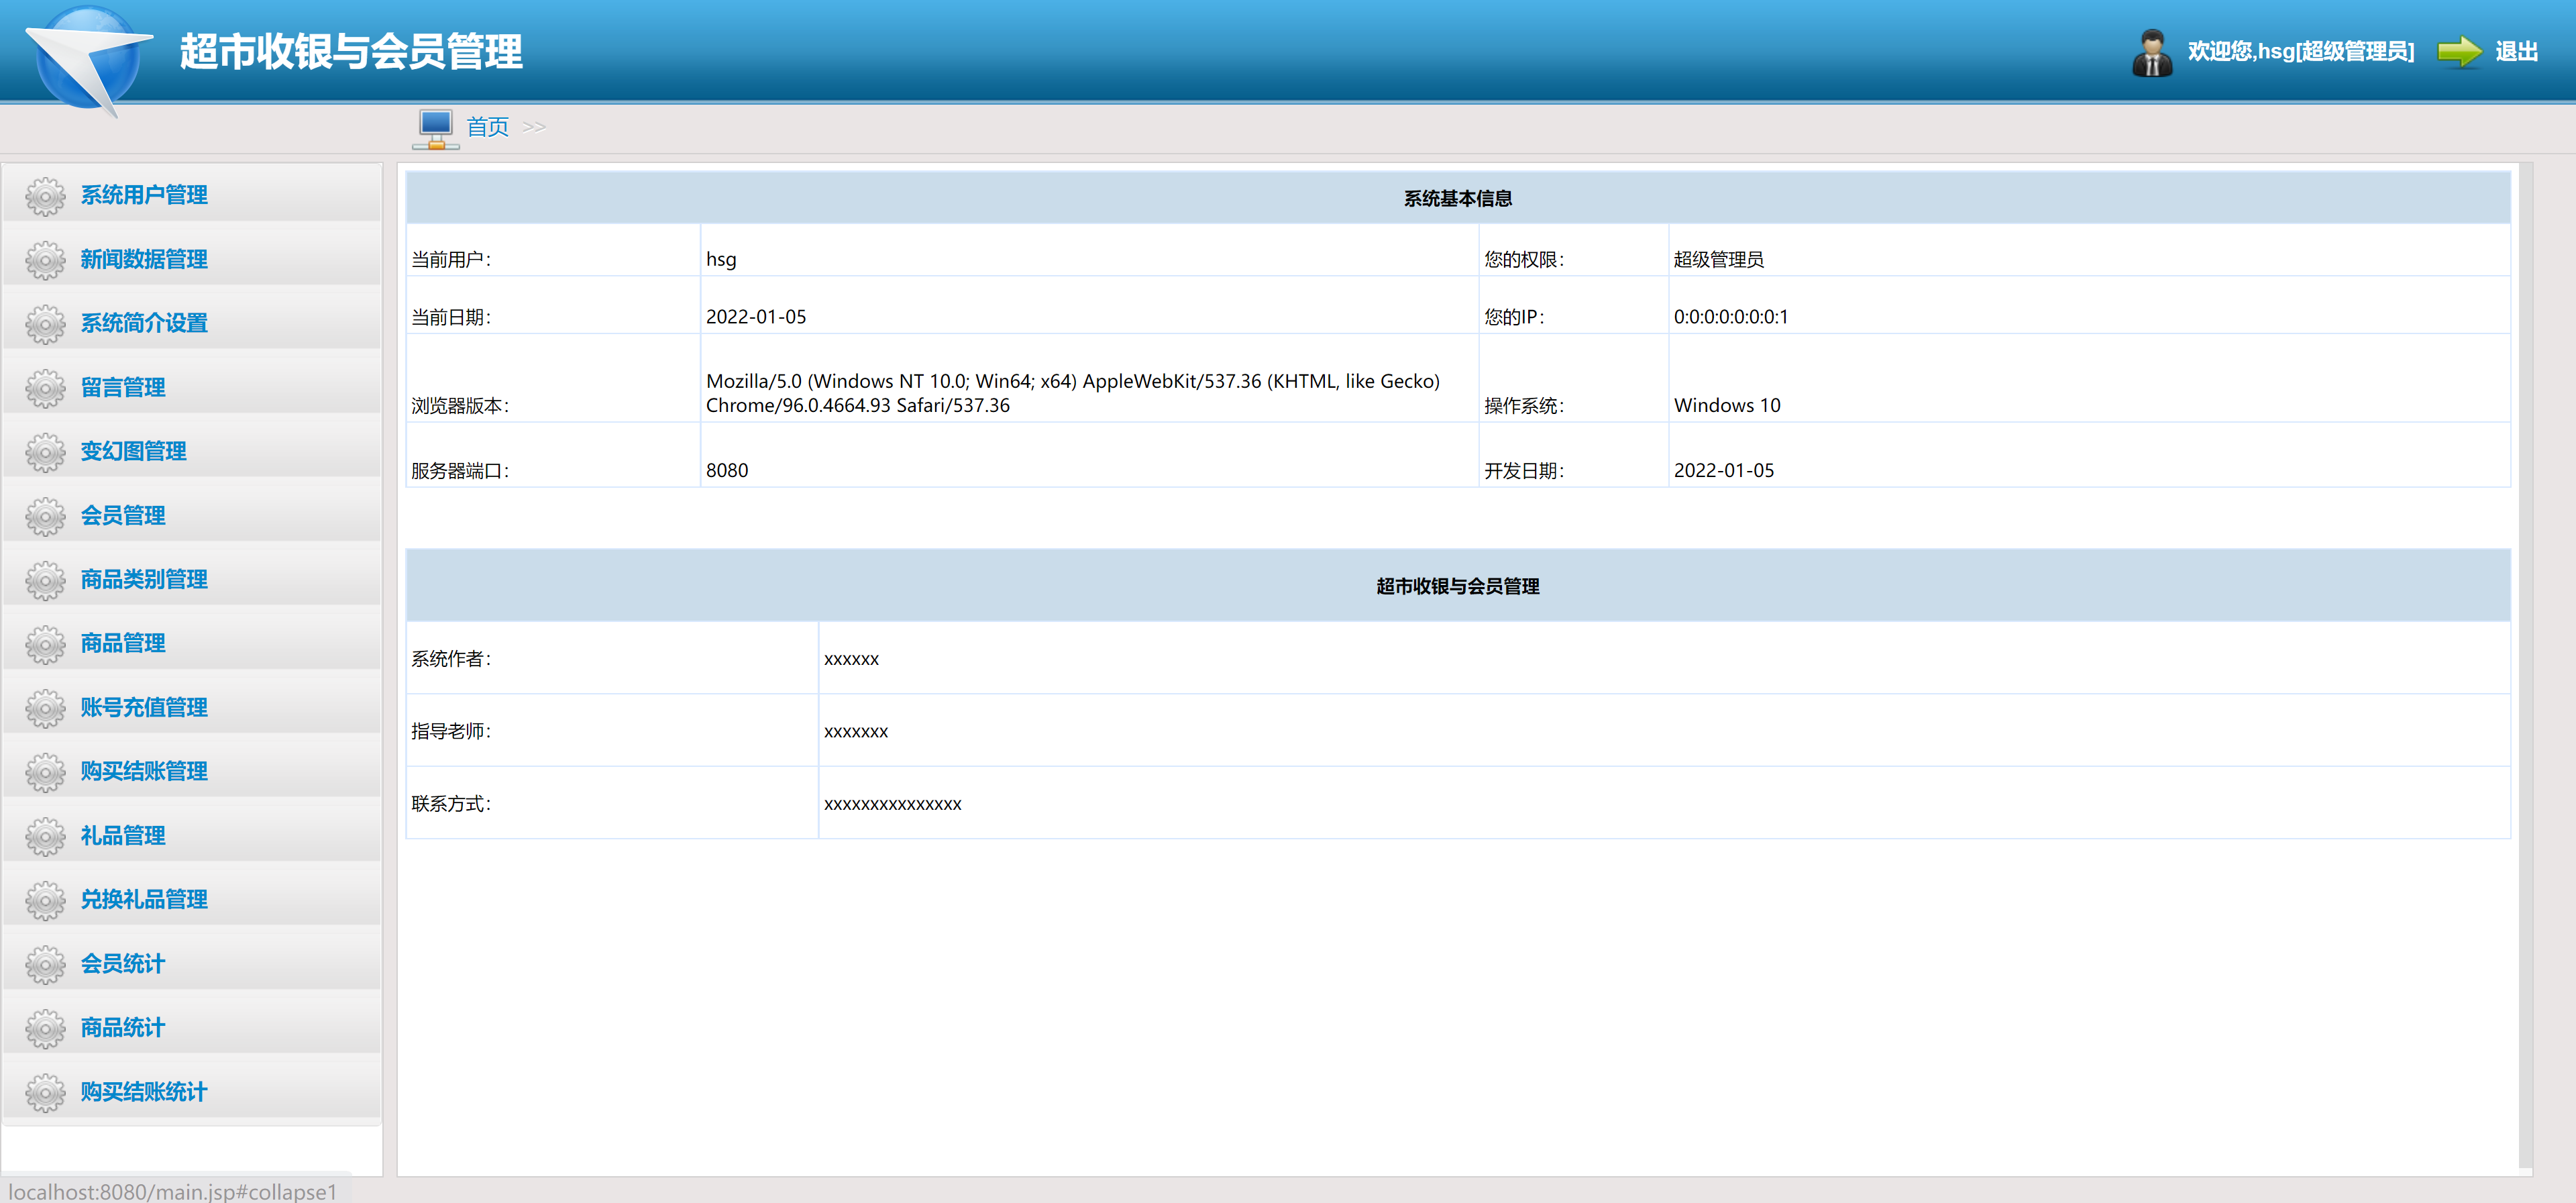 超市收银与会员管理
欢迎您,hsg[超级管理员]
退出
首页 >>
系统用户管理
新闻数据管理
系统简介设置
留言管理
变幻图管理
会员管理
商品类别管理
商品管理
账号充值管理
购买结账管理
礼品管理
兑换礼品管理
会员统计
商品统计
购买结账统计
系统基本信息
当前用户： hsg 您的权限： 超级管理员
当前日期： 2022-01-05 您的IP： 0:0:0:0:0:0:0:1
浏览器版本： Mozilla/5.0 (Windows NT 10.0; Win64; x64) AppleWebKit/537.36 (KHTML, like Gecko)
Chrome/96.0.4664.93 Safari/537.36 操作系统： Windows 10
服务器端口： 8080 开发日期： 2022-01-05
超市收银与会员管理
系统作者： xxxxxx
指导老师： xxxxxxx
联系方式： xxxxxxxxxxxxxxx
localhost:8080/main.jsp#collapse1